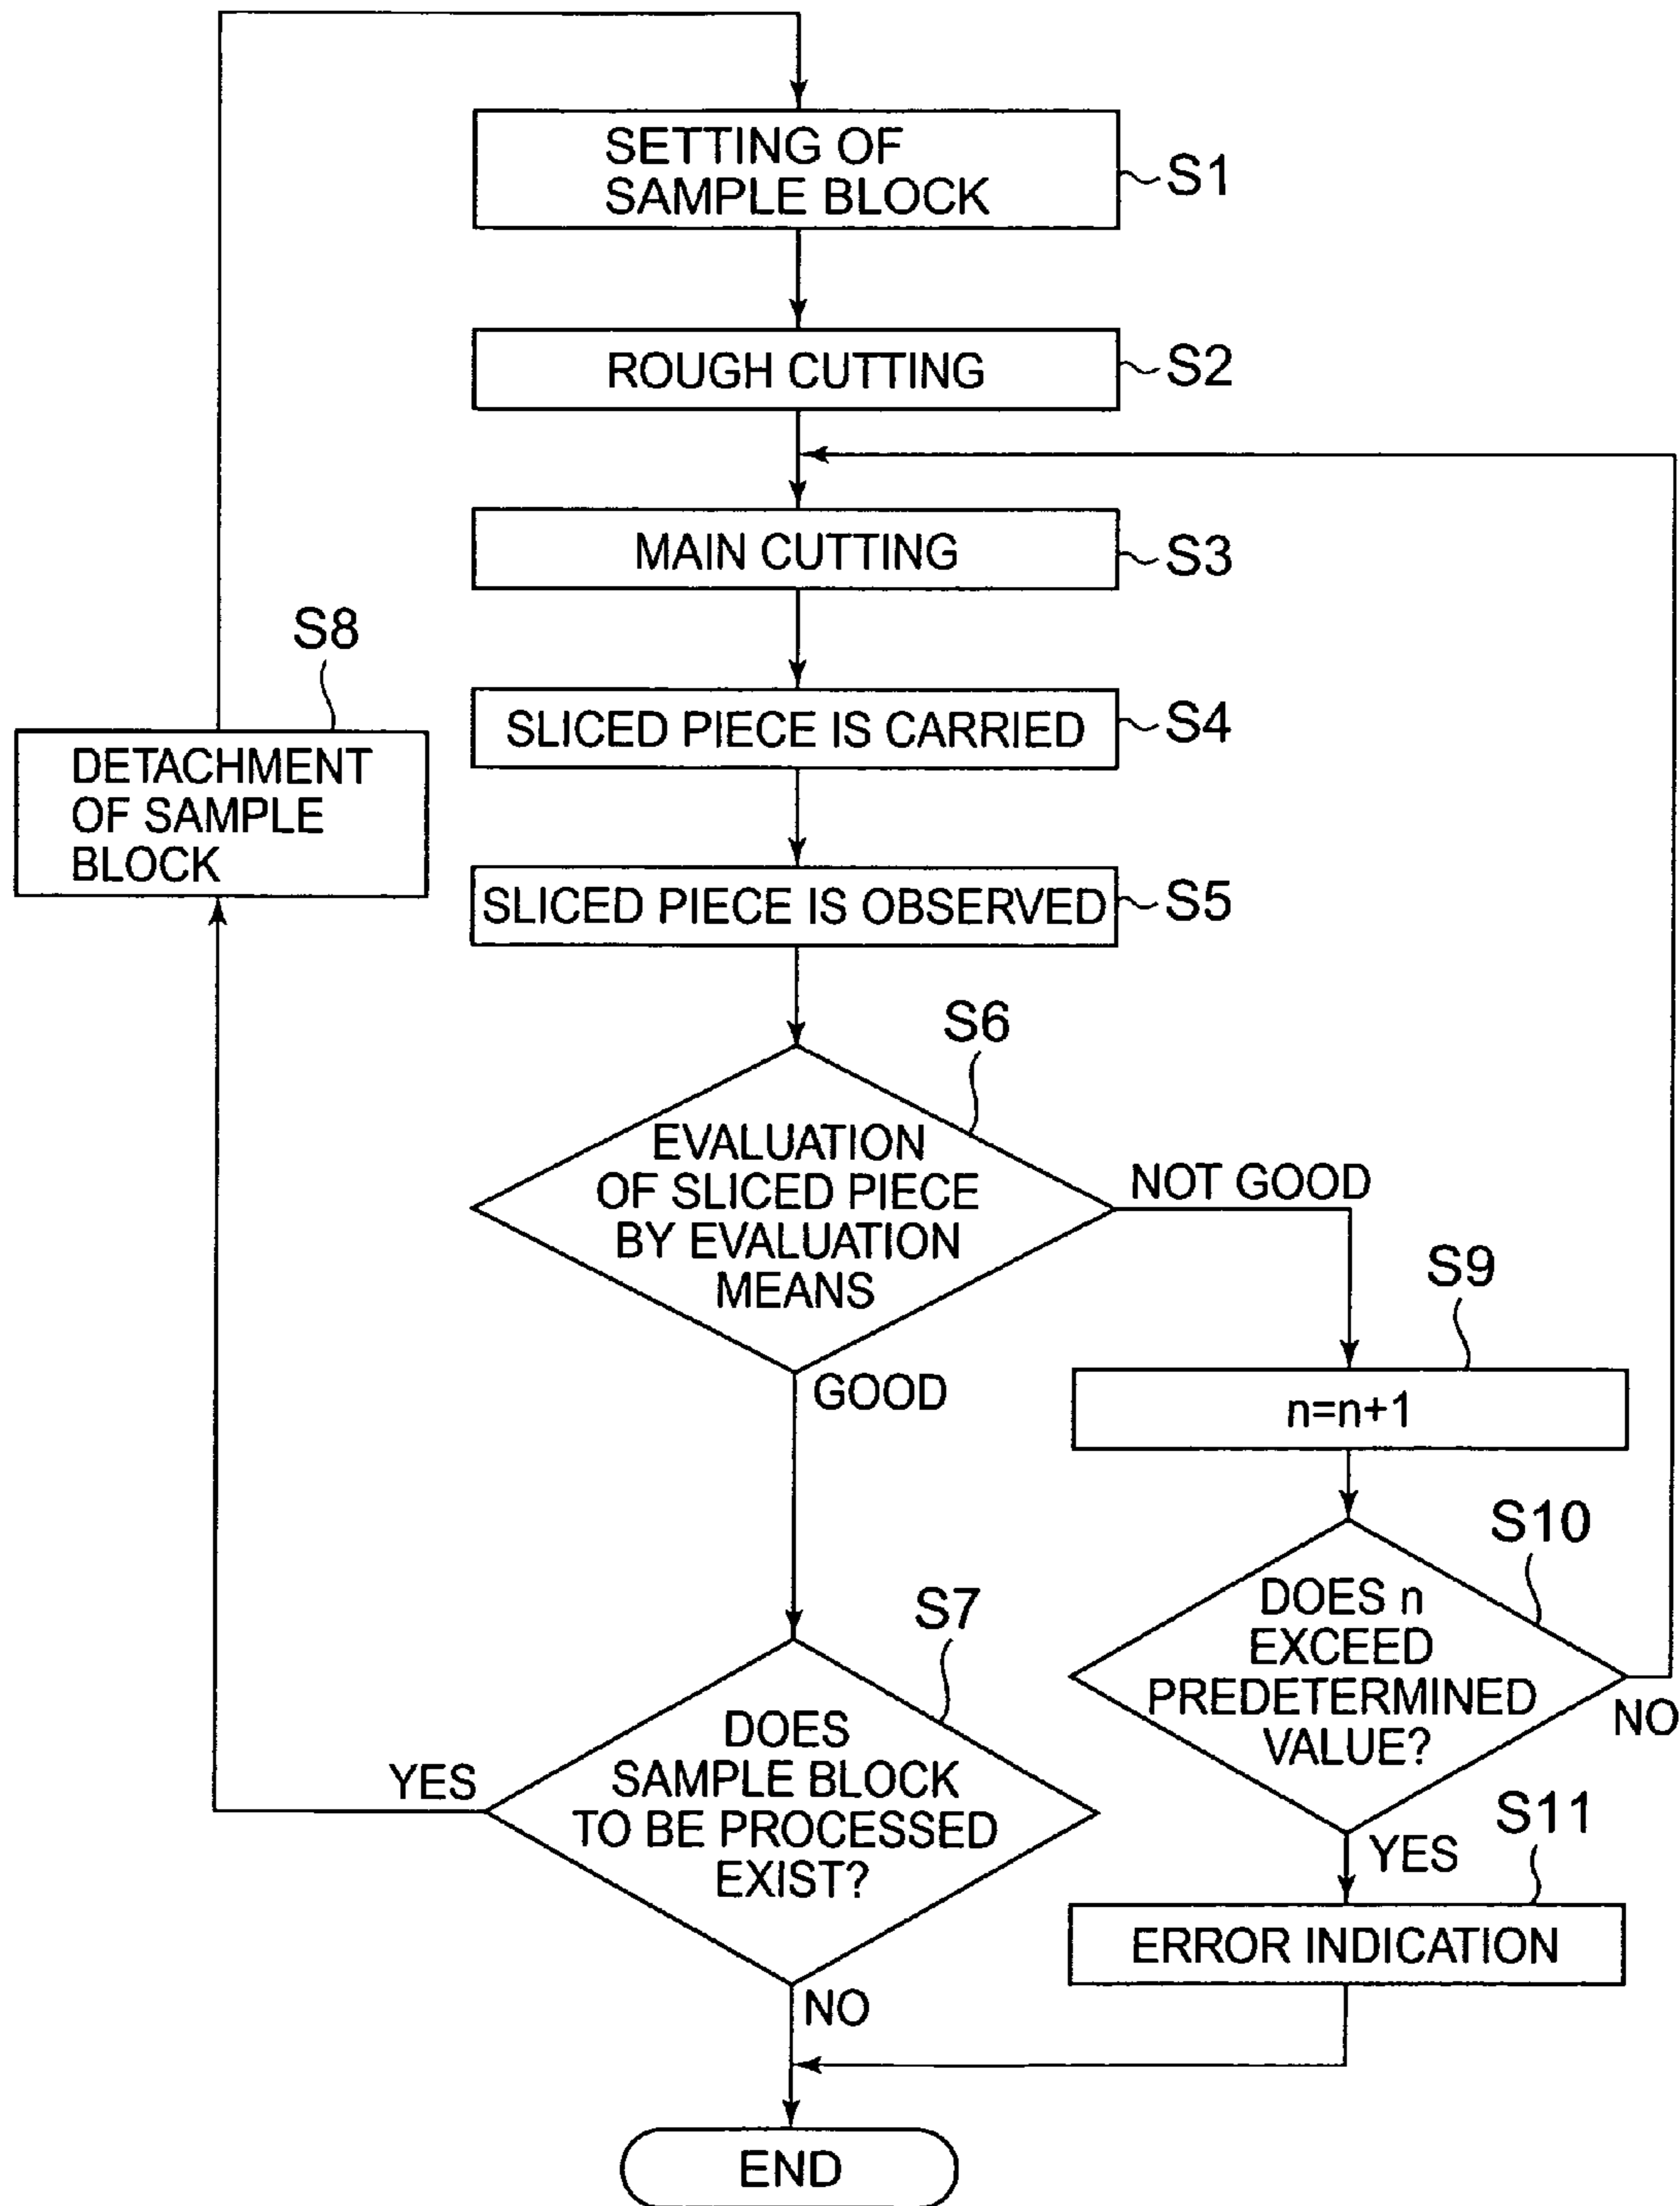 SETTING OF
SAMPLE BLOCK
S1
ROUGH CUTTING
S2
MAIN CUTTING
S3
S8
SLICED PIECE IS CARRIED
S4
DETACHMENT
OF SAMPLE
BLOCK
SLICED PIECE IS OBSERVED
S5
S6
EVALUATION
OF SLICED PIECE
BY EVALUATION
MEANS
NOT GOOD
S9
GOOD
n=n+1
S10
DOES n
EXCEED
PREDETERMINED
VALUE?
NO
S7
DOES
SAMPLE BLOCK
TO BE PROCESSED
EXIST?
YES
S11
YES
ERROR INDICATION
NO
END